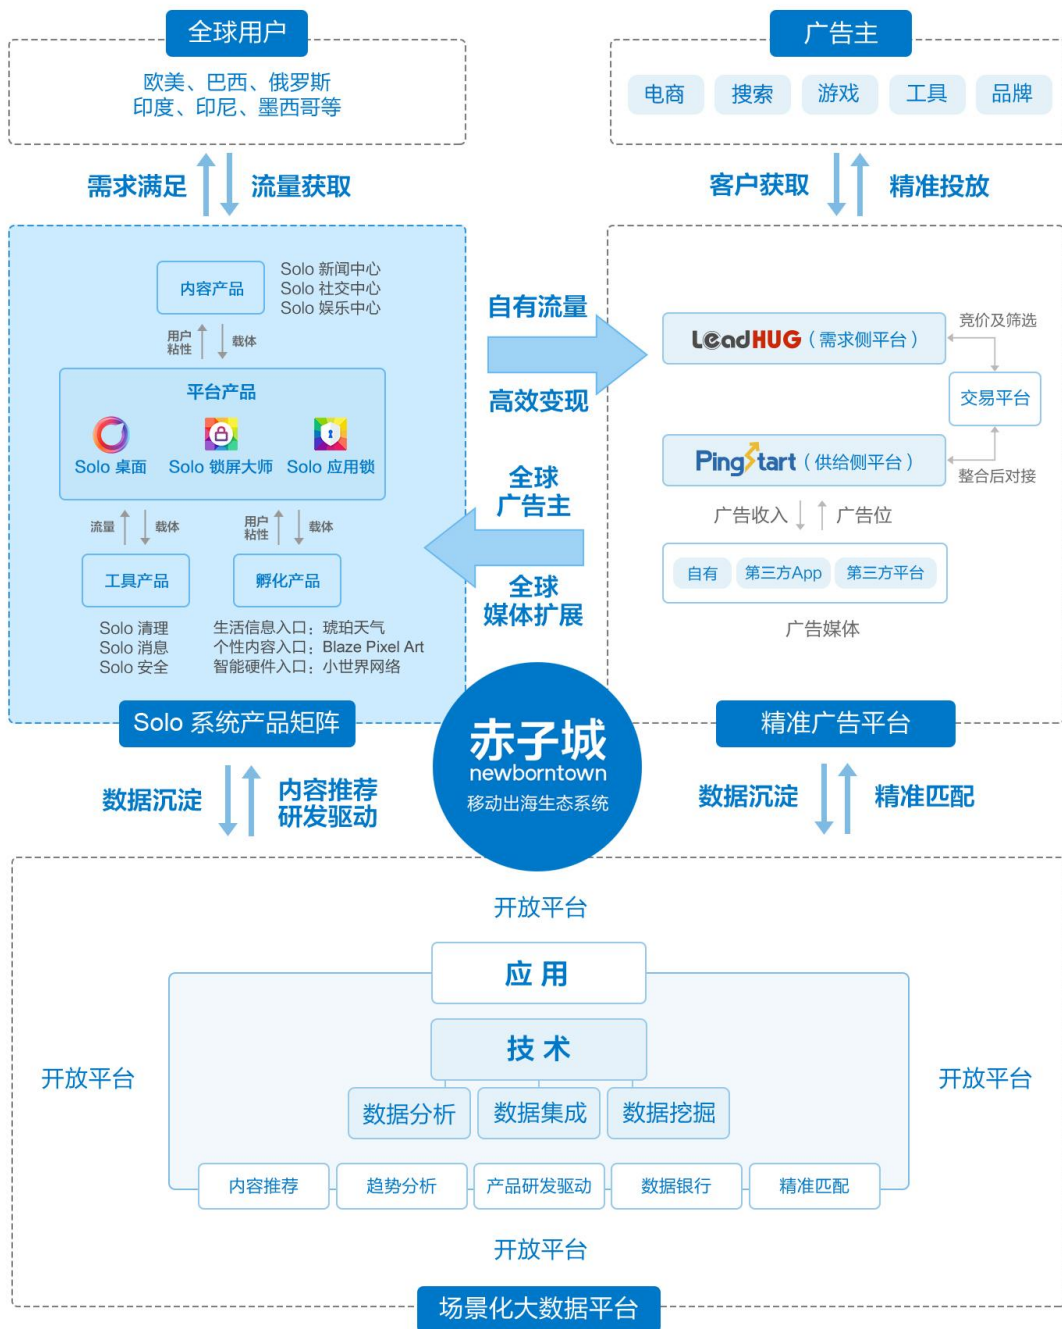 全球用户
欧美、巴西、俄罗斯
印度、印尼、墨西哥等
广告主
电商 搜索 游戏 工具 品牌
需求满足 流量获取
客户获取 精准投放
内容产品
Solo 新闻中心
Solo 社交中心
Solo 娱乐中心
用户
粘性
载体
平台产品
Solo 桌面 Solo 锁屏大师 Solo 应用锁
流量 载体
用户
粘性
载体
工具产品 孵化产品
Solo 清理
Solo 消息
Solo 安全
生活信息入口：琥珀天气
个性内容入口：Blaze Pixel Art
智能硬件入口：小世界网络
Solo 系统产品矩阵
自有流量
高效变现
全球
广告主
全球
媒体扩展
LeadHUG（需求侧平台）
竞价及筛选
交易平台
PingStart（供给侧平台）
整合后对接
广告收入 广告位
自有 第三方App 第三方平台
广告媒体
精准广告平台
赤子城
newborntown
移动出海生态系统
数据沉淀
内容推荐
研发驱动
数据沉淀 精准匹配
开放平台
应用
技术
开放平台 开放平台
数据分析 数据集成 数据挖掘
内容推荐 趋势分析 产品研发驱动 数据银行 精准匹配
开放平台
场景化大数据平台